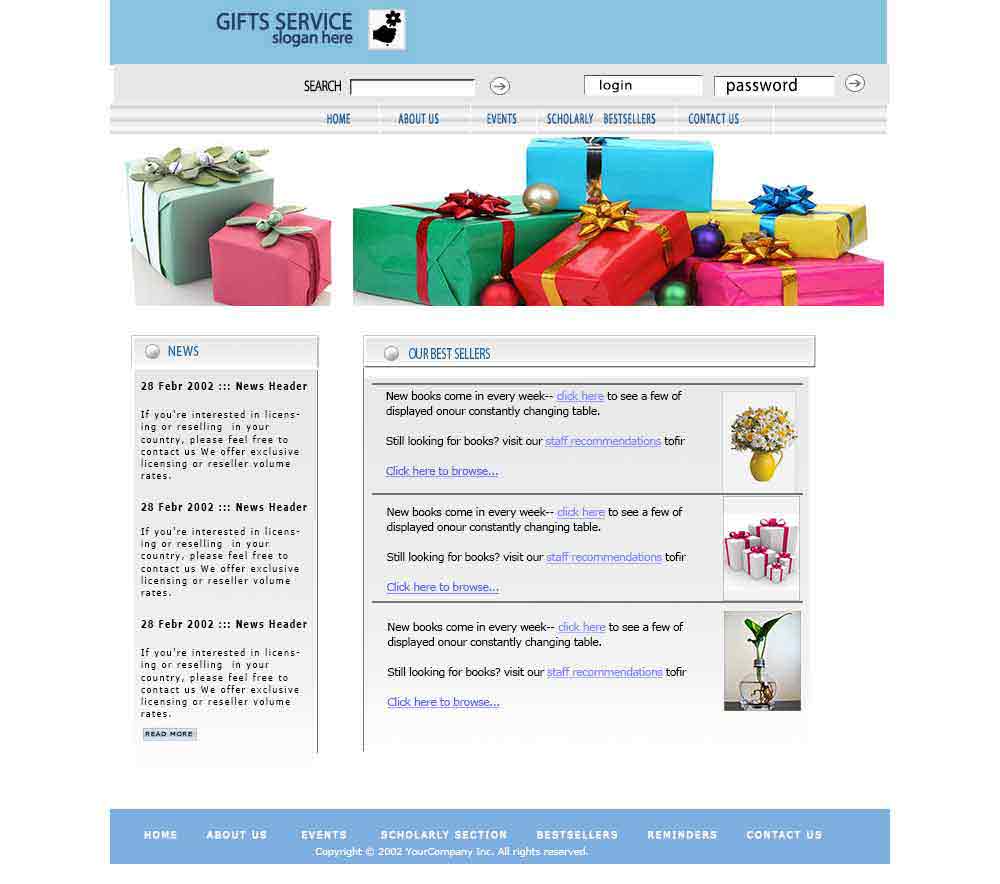 GIFTS SERVICE
slogan here
SEARCH login password
HOME ABOUT US EVENTS SCHOLARLY BESTSELLERS CONTACT US
NEWS
28 Febr 2002 ::: News Header
If you're interested in licens-
ing or reselling in your
country, please feel free to
contact us We offer exclusive
licensing or reseller volume
rates.
28 Febr 2002 ::: News Header
If you're interested in licens-
ing or reselling in your
country, please feel free to
contact us We offer exclusive
licensing or reseller volume
rates.
28 Febr 2002 ::: News Header
If you're interested in licens-
ing or reselling in your
country, please feel free to
contact us We offer exclusive
licensing or reseller volume
rates.
READ MORE
OUR BEST SELLERS
New books come in every week-- click here to see a few of
displayed onour constantly changing table.
Still looking for books? visit our staff recommendations tofir
Click here to browse...
New books come in every week-- click here to see a few of
displayed onour constantly changing table.
Still looking for books? visit our staff recommendations tofir
Click here to browse...
New books come in every week-- click here to see a few of
displayed onour constantly changing table.
Still looking for books? visit our staff recommendations tofir
Click here to browse...
HOME ABOUT US EVENTS SCHOLARLY SECTION BESTSELLERS REMINDERS CONTACT US
Copyright © 2002 YourCompany Inc. All rights reserved.